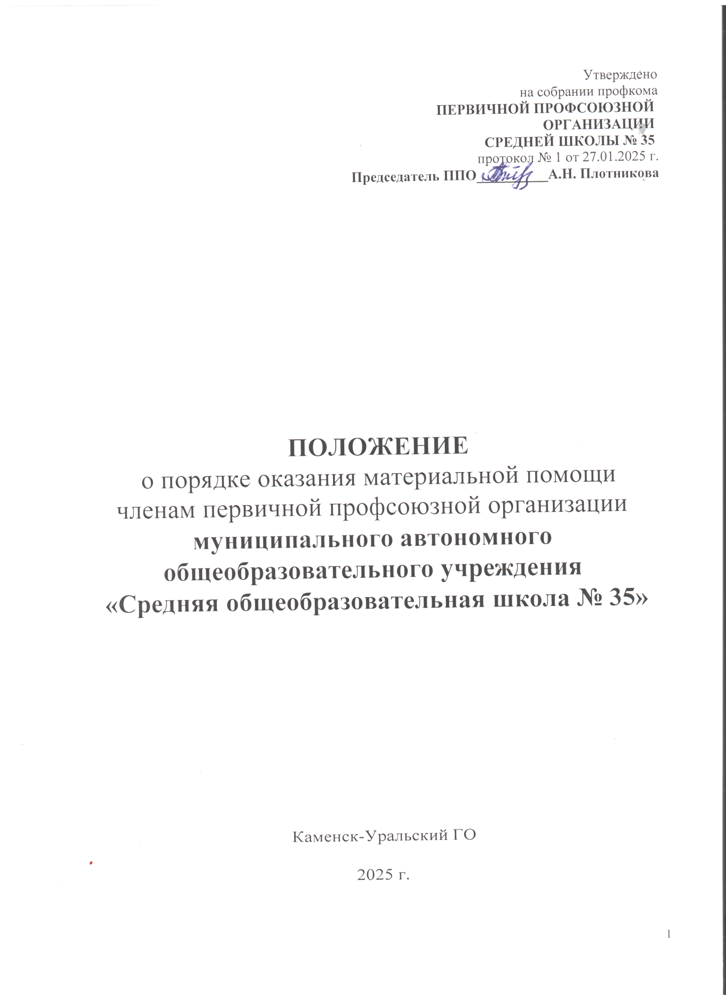 Утверждено
на собрании профкома
ПЕРВИЧНОЙ ПРОФСОЮЗНОЙ
ОРГАНИЗАЦИИ
СРЕДНЕЙ ШКОЛЫ № 35
протокол № 1 от 27.01.2025 г.
Председатель ППО__________А.Н. Плотникова
ПОЛОЖЕНИЕ
о порядке оказания материальной помощи
членам первичной профсоюзной организации
муниципального автономного
общеобразовательного учреждения
«Средняя общеобразовательная школа № 35»
Каменск-Уральский ГО
2025 г.
1